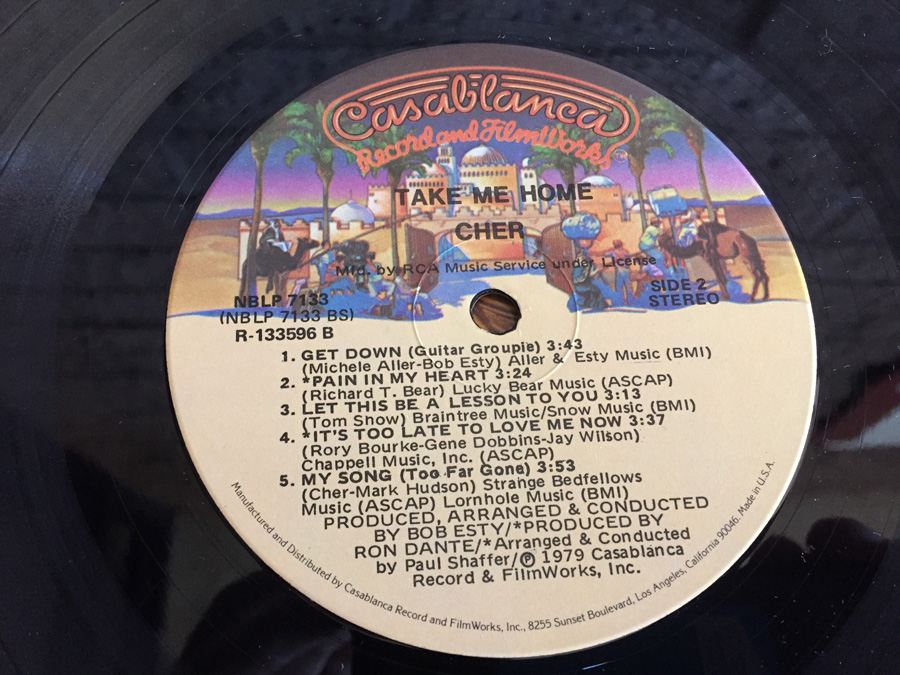 Casablanca
Record and FilmWorks
TAKE ME HOME
CHER
Mfd. by RCA Music Service under License
NBLP 7133
(NBLP 7133 BS)
R-133596 B
SIDE 2
STEREO
1. GET DOWN (Guitar Groupie) 3:43
(Michele Aller-Bob Esty) Aller & Esty Music (BMI)
2. *PAIN IN MY HEART 3:24
(Richard T. Bear) Lucky Bear Music (ASCAP)
3. LET THIS BE A LESSON TO YOU 3:13
(Tom Snow) Braintree Music/Snow Music (BMI)
4. *IT'S TOO LATE TO LOVE ME NOW 3:37
(Rory Bourke-Gene Dobbins-Jay Wilson)
Chappell Music, Inc. (ASCAP)
5. MY SONG (Too Far Gone) 3:53
(Cher-Mark Hudson) Strange Bedfellows
Music (ASCAP) Lornhole Music (BMI)
PRODUCED, ARRANGED & CONDUCTED
BY BOB ESTY/*PRODUCED BY
RON DANTE/*Arranged & Conducted
by Paul Shaffer/Ⓟ 1979 Casablanca
Record & FilmWorks, Inc.
Manufactured and Distributed by Casablanca Record and FilmWorks, Inc., 8255 Sunset Boulevard, Los Angeles, California 90046. Made in U.S.A.